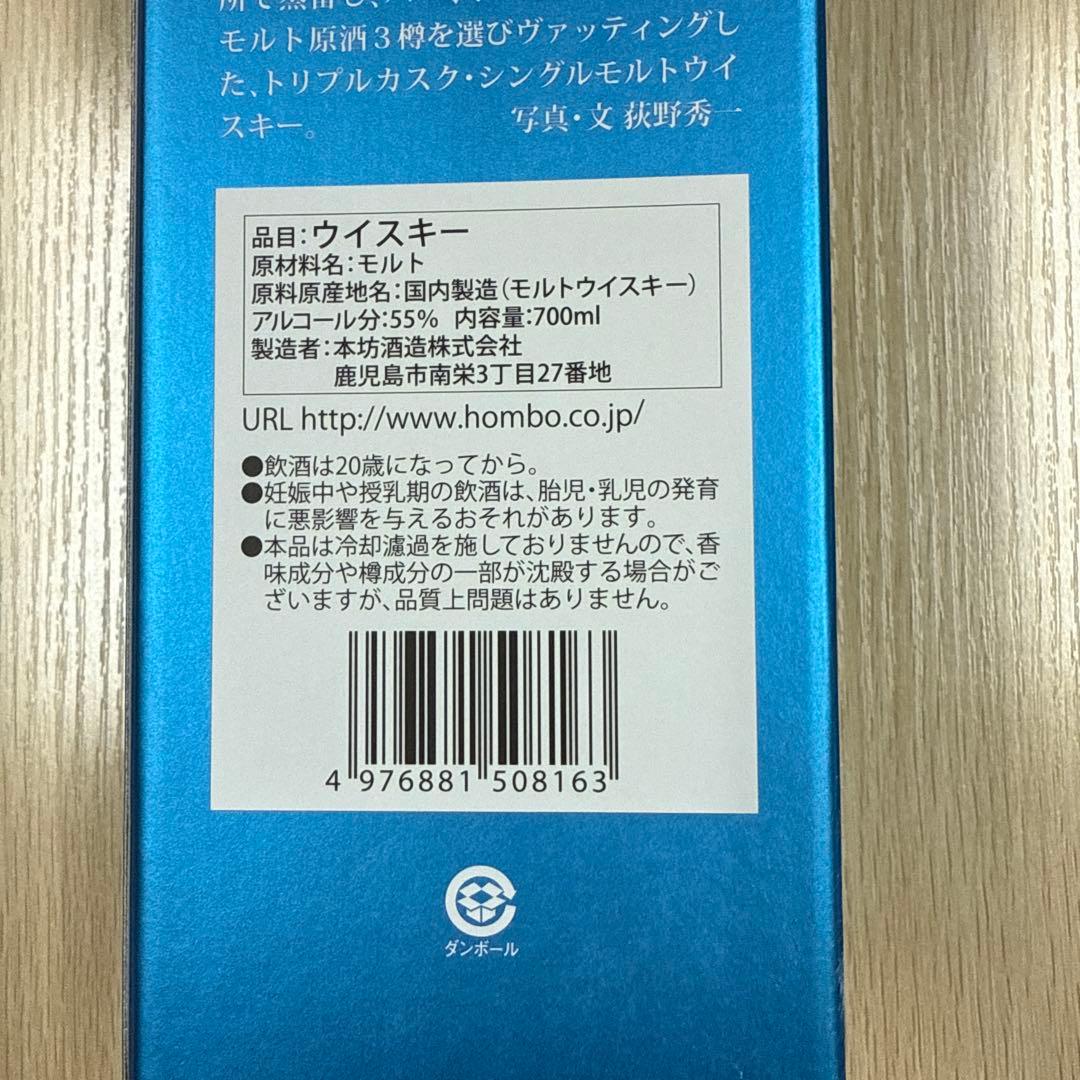 所で蒸留し、
モルト原酒3樽を選びヴァッティングし
た、トリプルカスク・シングルモルトウイ
スキー。
写真・文 荻野秀一
品目:ウイスキー
原材料名:モルト
原料原産地名:国内製造(モルトウイスキー)
アルコール分:55% 内容量:700ml
製造者:本坊酒造株式会社
鹿児島市南栄3丁目27番地
URL http://www.hombo.co.jp/
●飲酒は20歳になってから。
●妊娠中や授乳期の飲酒は、胎児・乳児の発育
に悪影響を与えるおそれがあります。
●本品は冷却濾過を施しておりませんので、香
味成分や樽成分の一部が沈殿する場合がご
ざいますが、品質上問題はありません。
4 976881 508163
ダンボール